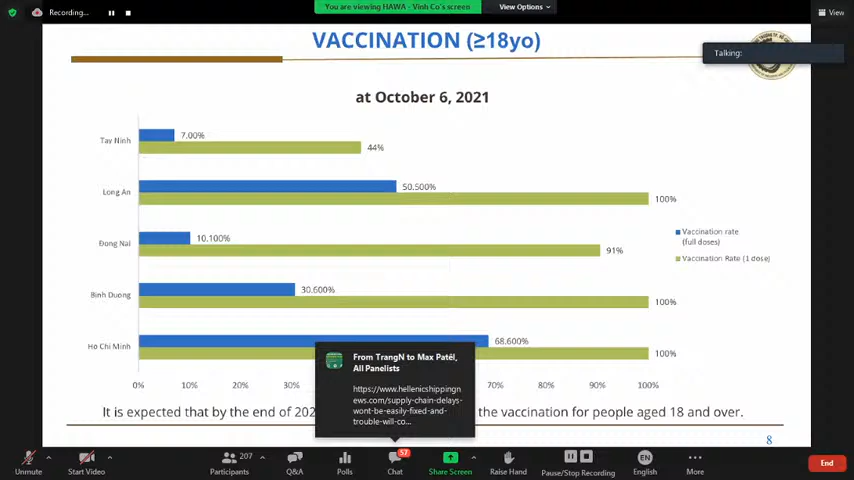 Recording...
You are viewing HAWA - Vinh Co's screen
View Options
View
VACCINATION (≥18yo)
Talking:
at October 6, 2021
Tay Ninh
7.00%
44%
Long An
50.500%
100%
Dong Nai
10.100%
91%
Binh Duong
30.600%
100%
Ho Chi Minh
68.600%
100%
Vaccination rate
(full doses)
Vaccination Rate (1 dose)
0% 10% 20% 30% 70% 80% 90% 100%
From TrangN to Max Patél,
All Panelists
https://www.hellenicshippingn
ews.com/supply-chain-delays-
wont-be-easily-fixed-and-
trouble-will-co...
It is expected that by the end of 202 the vaccination for people aged 18 and over.
8
207
57
EN
Unmute
Start Video
Participants
Q&A
Polls
Chat
Share Screen
Raise Hand
Pause/Stop Recording
English
More
End